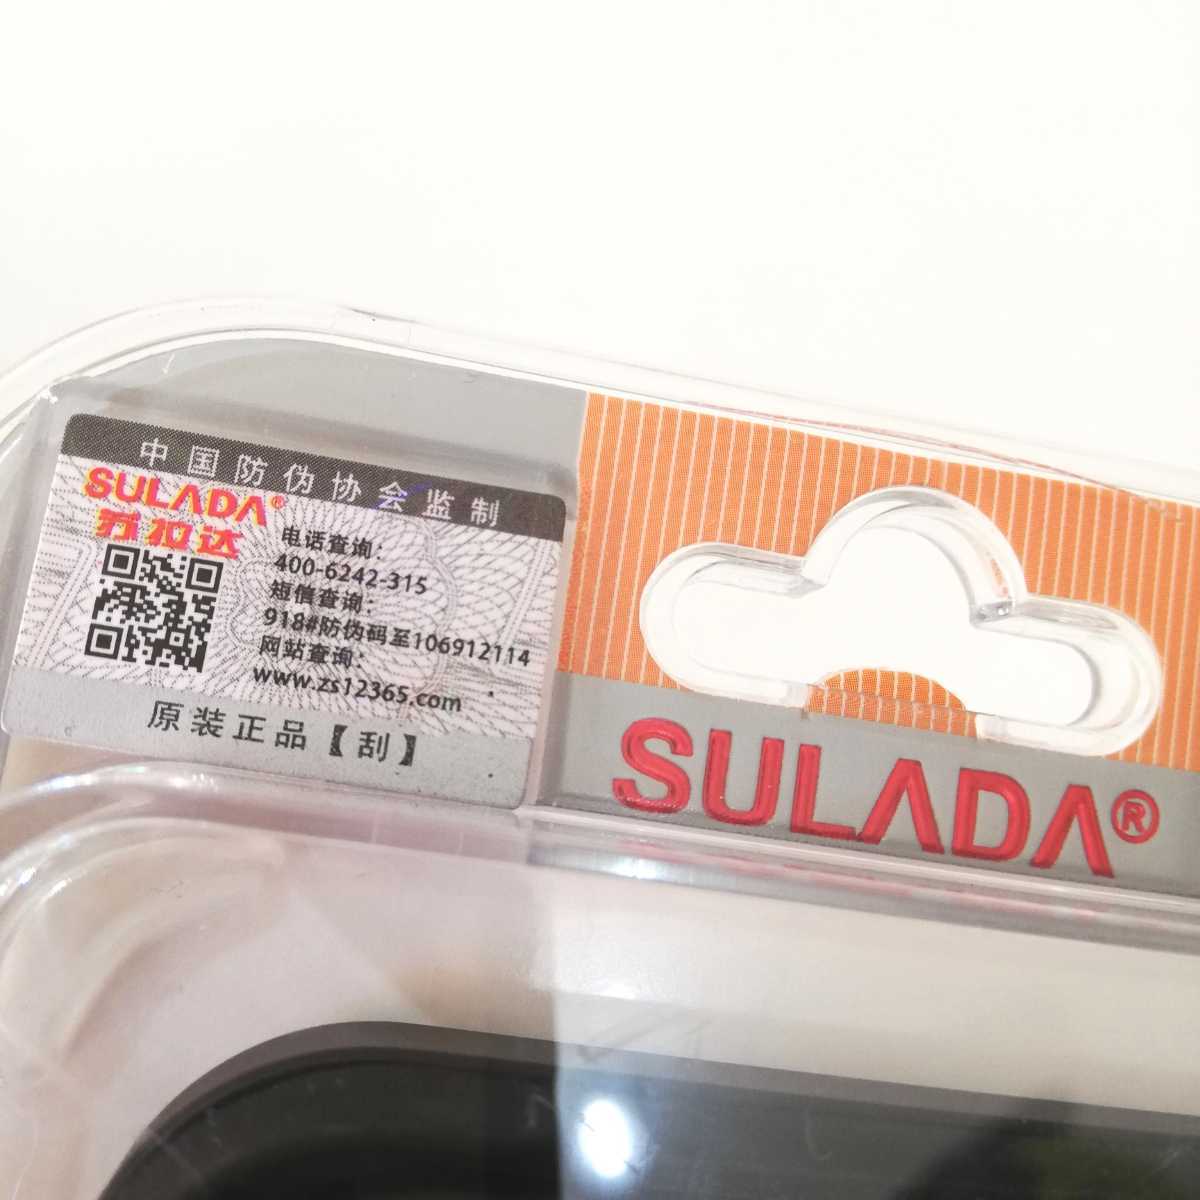 中国防伪协会监制
SULADA®
苏拉达
电话查询：
400-6242-315
短信查询：
918#防伪码至106912114
网站查询：
www.zs12365.com
原装正品【刮】
SULADA®